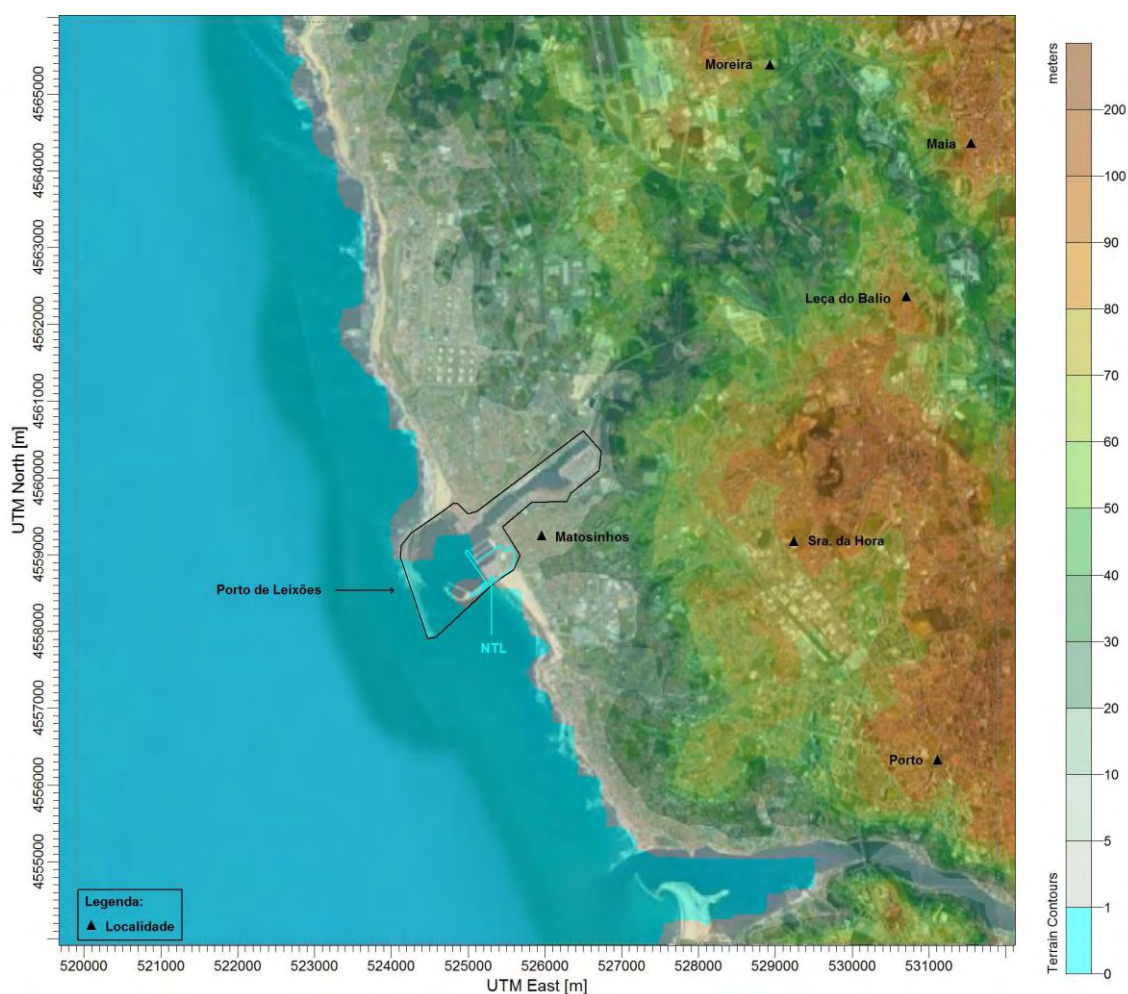 Moreira
Maia
Leça do Balio
Matosinhos
Sra. da Hora
Porto de Leixões
NTL
Porto
Legenda:
Localidade
UTM North [m]
4565000
4564000
4563000
4562000
4561000
4560000
4559000
4558000
4557000
4556000
4555000
520000 521000 522000 523000 524000 525000 526000 527000 528000 529000 530000 531000
UTM East [m]
meters
200
100
90
80
70
60
50
40
30
20
10
5
1
0
Terrain Contours